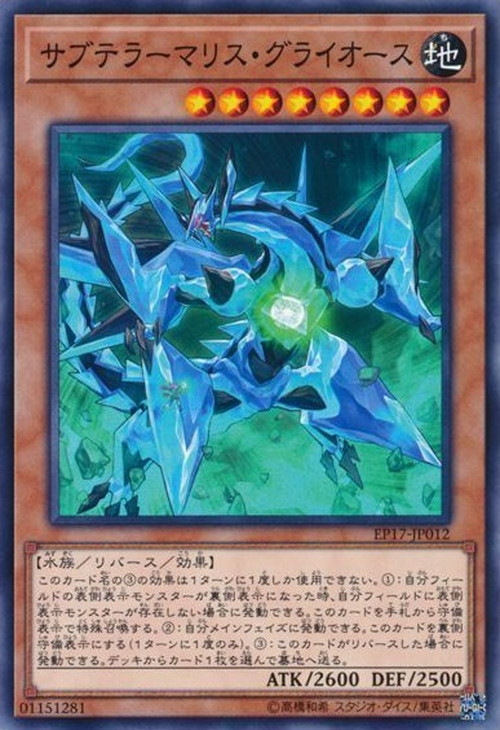 サブテラーマリス・グライオース
地
EP17-JP012
【水族／リバース／効果】
このカード名の③の効果は１ターンに１度しか使用できない。①：自分フィー
ルドの表側表示モンスターが裏側表示になった時、自分フィールドに表側
表示モンスターが存在しない場合に発動できる。このカードを手札から守備
表示で特殊召喚する。②：自分メインフェイズに発動できる。このカードを裏側
守備表示にする（１ターンに１度のみ）。③：このカードがリバースした場合に
発動できる。デッキからカード１枚を選んで墓地へ送る。
ATK/2600 DEF/2500
01151281
©高橋和希 スタジオ・ダイス/集英社